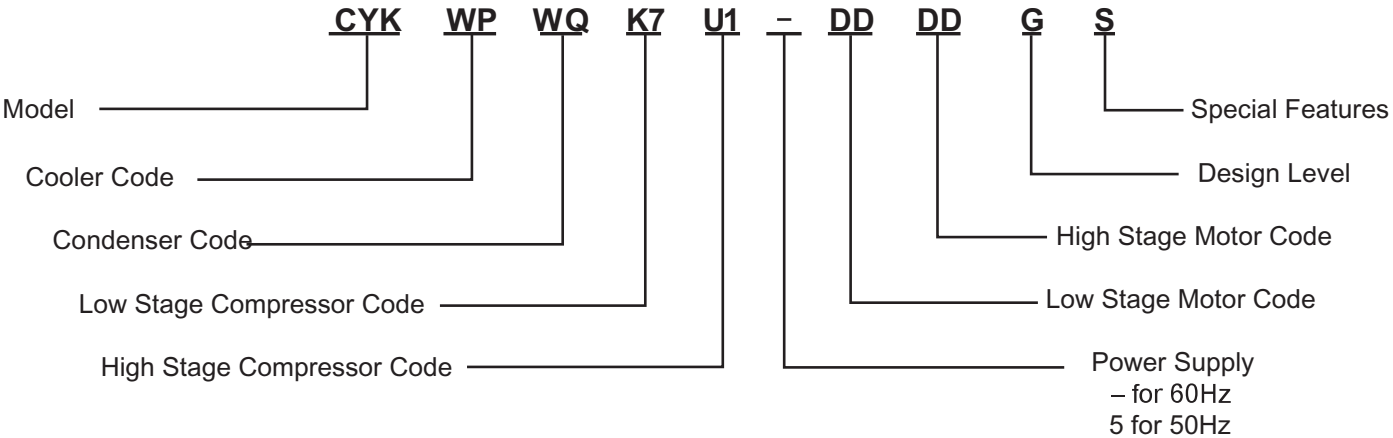 CYK WP WQ K7 U1 – DD DD G S
Model
Special Features
Cooler Code
Design Level
Condenser Code
High Stage Motor Code
Low Stage Compressor Code
Low Stage Motor Code
High Stage Compressor Code
Power Supply
– for 60Hz
5 for 50Hz